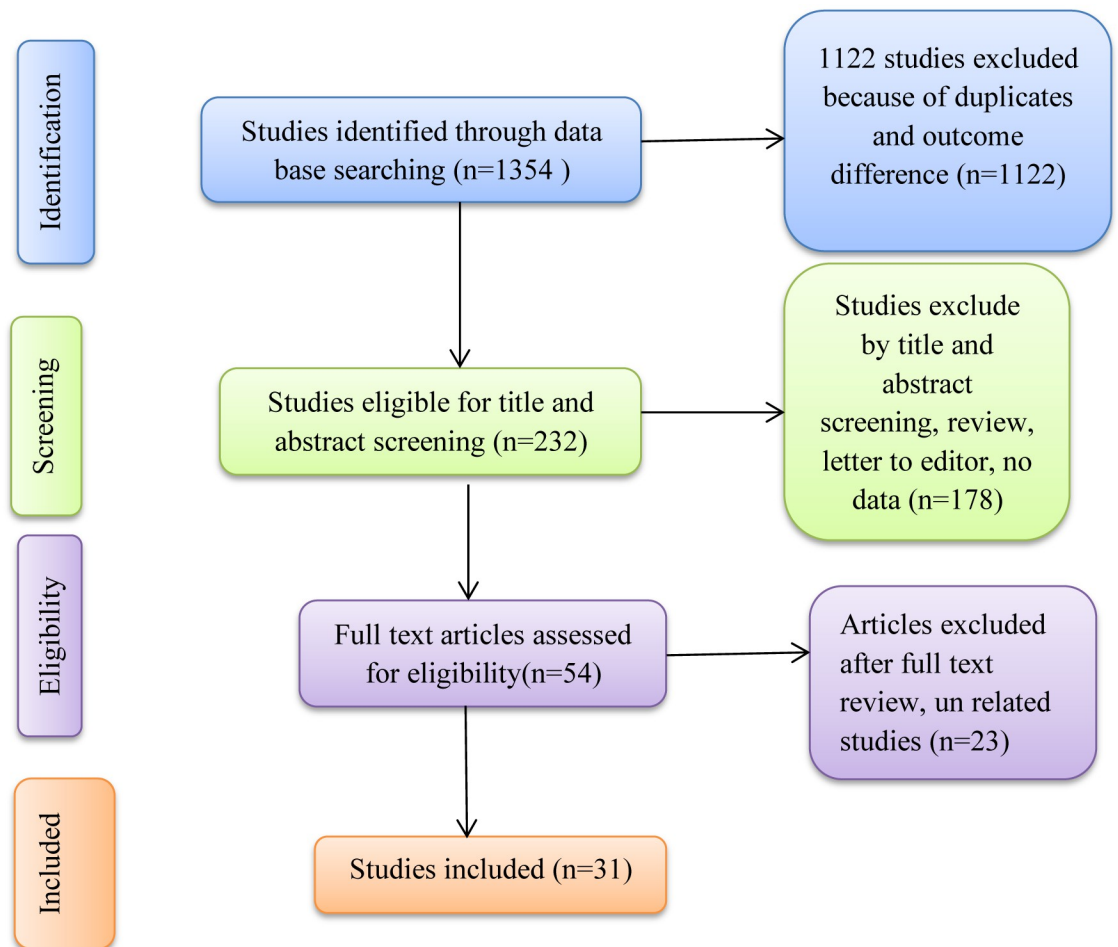 Identification
Studies identified through data
base searching (n=1354 )
1122 studies excluded
because of duplicates
and outcome
difference (n=1122)
Screening
Studies eligible for title and
abstract screening (n=232)
Studies exclude
by title and
abstract
screening, review,
letter to editor, no
data (n=178)
Eligibility
Full text articles assessed
for eligibility(n=54)
Articles excluded
after full text
review, un related
studies (n=23)
Included
Studies included (n=31)